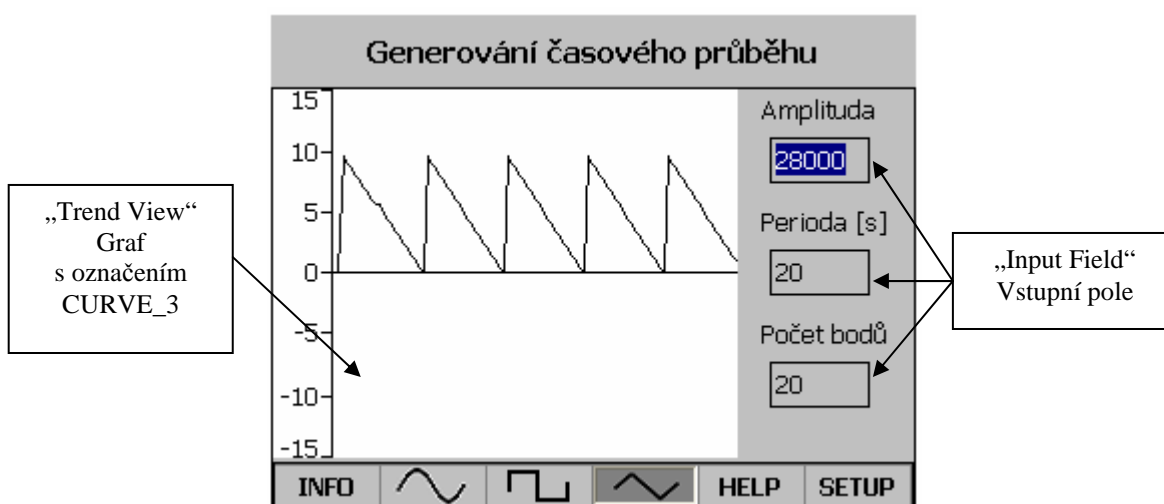 Generování časového průběhu
15
10
5
0
-5
-10
-15
Amplituda
28000
Perioda [s]
20
Počet bodů
20
„Trend View“
Graf
s označením
CURVE_3
„Input Field“
Vstupní pole
INFO
HELP
SETUP